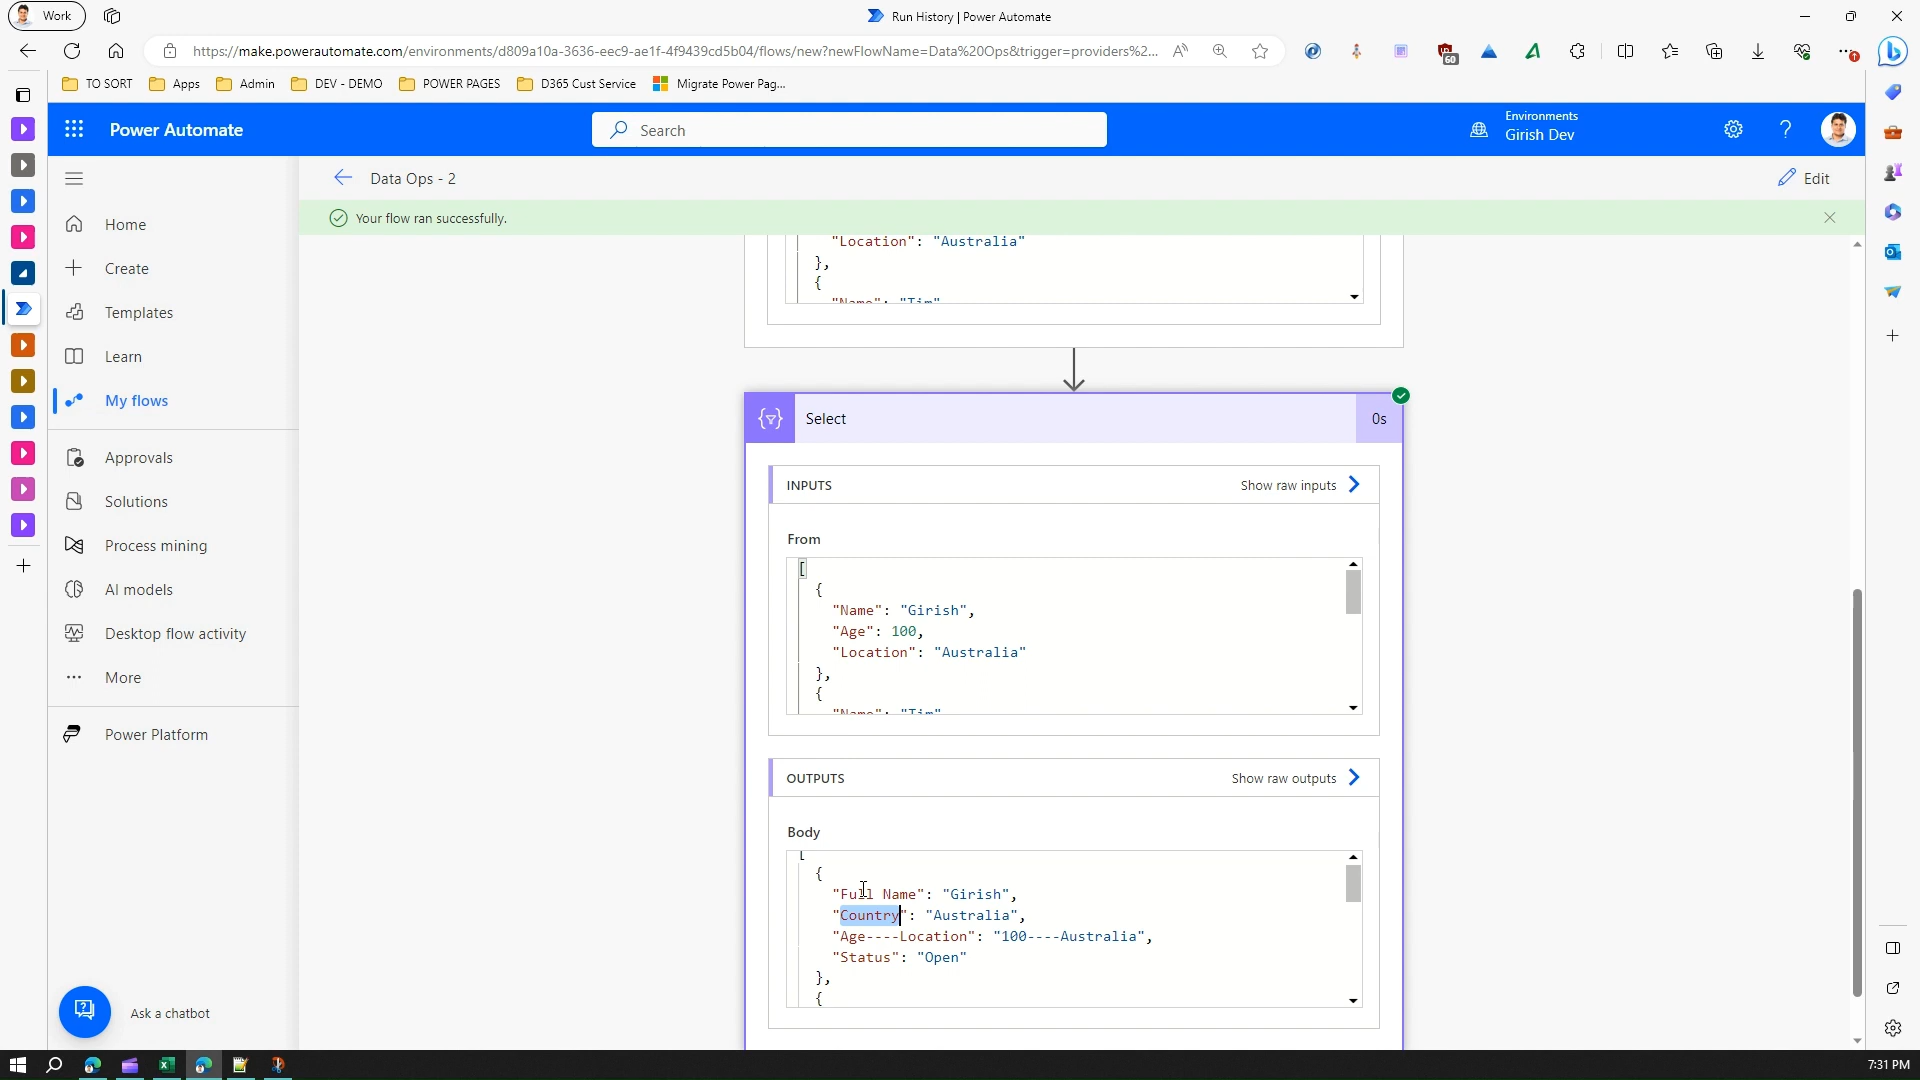 Work
Run History | Power Automate
https://make.powerautomate.com/environments/d809a10a-3636-eec9-ae1f-4f9439cd5b04/flows/new?newFlowName=Data%20Ops&trigger=providers%2...
60
TO SORT
Apps
Admin
DEV - DEMO
POWER PAGES
D365 Cust Service
Migrate Power Pag...
Power Automate
Search
Environments
Girish Dev
Data Ops - 2
Edit
Your flow ran successfully.
Home
Create
Templates
Learn
My flows
Approvals
Solutions
Process mining
AI models
Desktop flow activity
More
Power Platform
Ask a chatbot
"Location": "Australia"
},
{
"Name": "Tim"
Select
0s
INPUTS
Show raw inputs
From
[
{
"Name": "Girish",
"Age": 100,
"Location": "Australia"
},
{
"Name": "Tim"
OUTPUTS
Show raw outputs
Body
[
{
"Full Name": "Girish",
"Country": "Australia",
"Age----Location": "100----Australia",
"Status": "Open"
},
{
7:31 PM